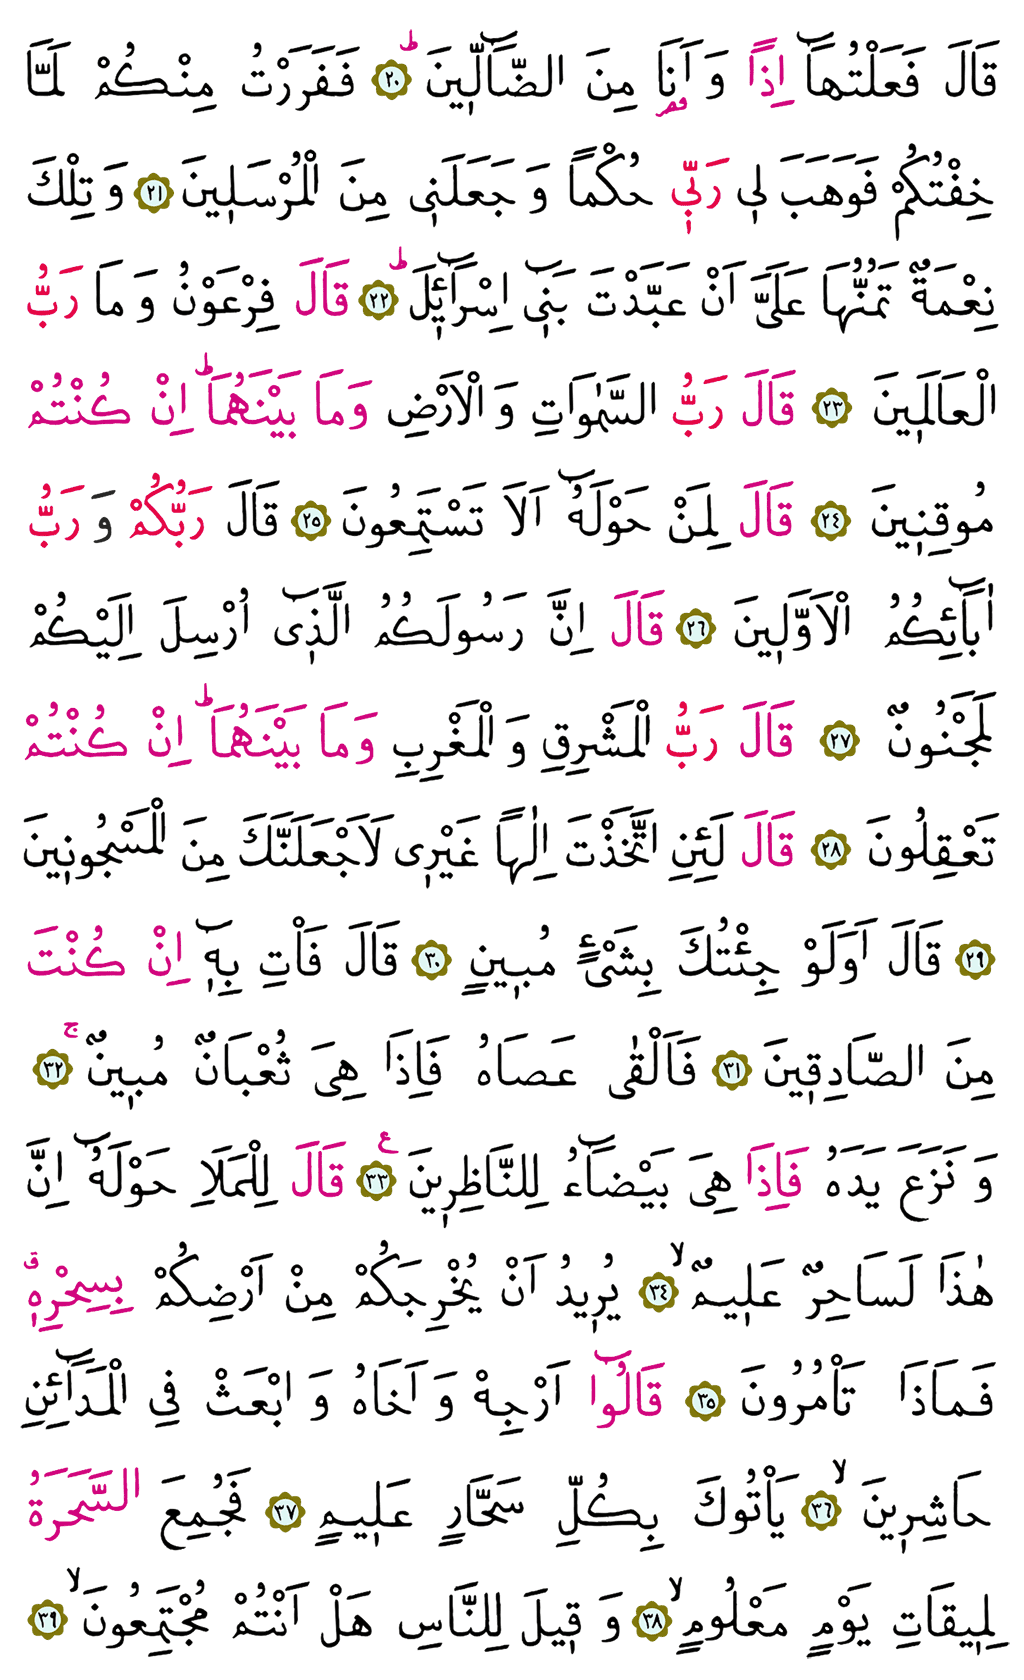 قَالَ فَعَلْتُهَٓا اِذًا وَاَنَا۬ مِنَ الضَّٓالّٖينَ ﴿٢٠﴾ ؕ فَفَرَرْتُ مِنْكُمْ لَمَّا
خِفْتُكُمْ فَوَهَبَ لٖي رَبّٖي حُكْمًا وَجَعَلَنٖي مِنَ الْمُرْسَلٖينَ ﴿٢١﴾ وَتِلْكَ
نِعْمَةٌ تَمُنُّهَا عَلَيَّ اَنْ عَبَّدْتَ بَنٖٓي اِسْرَٓائٖلَ ﴿٢٢﴾ ؕ قَالَ فِرْعَوْنُ وَمَا رَبُّ
الْعَالَمٖينَ ﴿٢٣﴾ قَالَ رَبُّ السَّمٰوَاتِ وَالْاَرْضِ وَمَا بَيْنَهُمَاؕ اِنْ كُنْتُمْ
مُوقِنٖينَ ﴿٢٤﴾ قَالَ لِمَنْ حَوْلَهُٓ اَلَا تَسْتَمِعُونَ ﴿٢٥﴾ قَالَ رَبُّكُمْ وَرَبُّ
اٰبَٓائِكُمُ الْاَوَّلٖينَ ﴿٢٦﴾ قَالَ اِنَّ رَسُولَكُمُ الَّذٖٓي اُرْسِلَ اِلَيْكُمْ
لَمَجْنُونٌ ﴿٢٧﴾ قَالَ رَبُّ الْمَشْرِقِ وَالْمَغْرِبِ وَمَا بَيْنَهُمَاؕ اِنْ كُنْتُمْ
تَعْقِلُونَ ﴿٢٨﴾ قَالَ لَئِنِ اتَّخَذْتَ اِلٰهًا غَيْرٖي لَاَجْعَلَنَّكَ مِنَ الْمَسْجُونٖينَ
﴿٢٩﴾ قَالَ اَوَلَوْ جِئْتُكَ بِشَيْءٍ مُبٖينٍ ﴿٣٠﴾ قَالَ فَاْتِ بِهٖٓ اِنْ كُنْتَ
مِنَ الصَّادِقٖينَ ﴿٣١﴾ فَاَلْقٰى عَصَاهُ فَاِذَا هِيَ ثُعْبَانٌ مُبٖينٌ ۚ ﴿٣٢﴾
وَنَزَعَ يَدَهُ فَاِذَا هِيَ بَيْضَٓاءُ لِلنَّاظِرٖينَ ﴿٣٣﴾ ع قَالَ لِلْمَلَاِ حَوْلَهُٓ اِنَّ
هٰذَا لَسَاحِرٌ عَلٖيمٌۙ ﴿٣٤﴾ يُرٖيدُ اَنْ يُخْرِجَكُمْ مِنْ اَرْضِكُمْ بِسِحْرِهٖࣗ
فَمَاذَا تَاْمُرُونَ ﴿٣٥﴾ قَالُٓوا اَرْجِهْ وَاَخَاهُ وَابْعَثْ فِي الْمَدَٓائِنِ
حَاشِرٖينَۙ ﴿٣٦﴾ يَاْتُوكَ بِكُلِّ سَحَّارٍ عَلٖيمٍ ﴿٣٧﴾ فَجُمِعَ السَّحَرَةُ
لِمٖيقَاتِ يَوْمٍ مَعْلُومٍۙ ﴿٣٨﴾ وَقٖيلَ لِلنَّاسِ هَلْ اَنْتُمْ مُجْتَمِعُونَۙ ﴿٣٩﴾